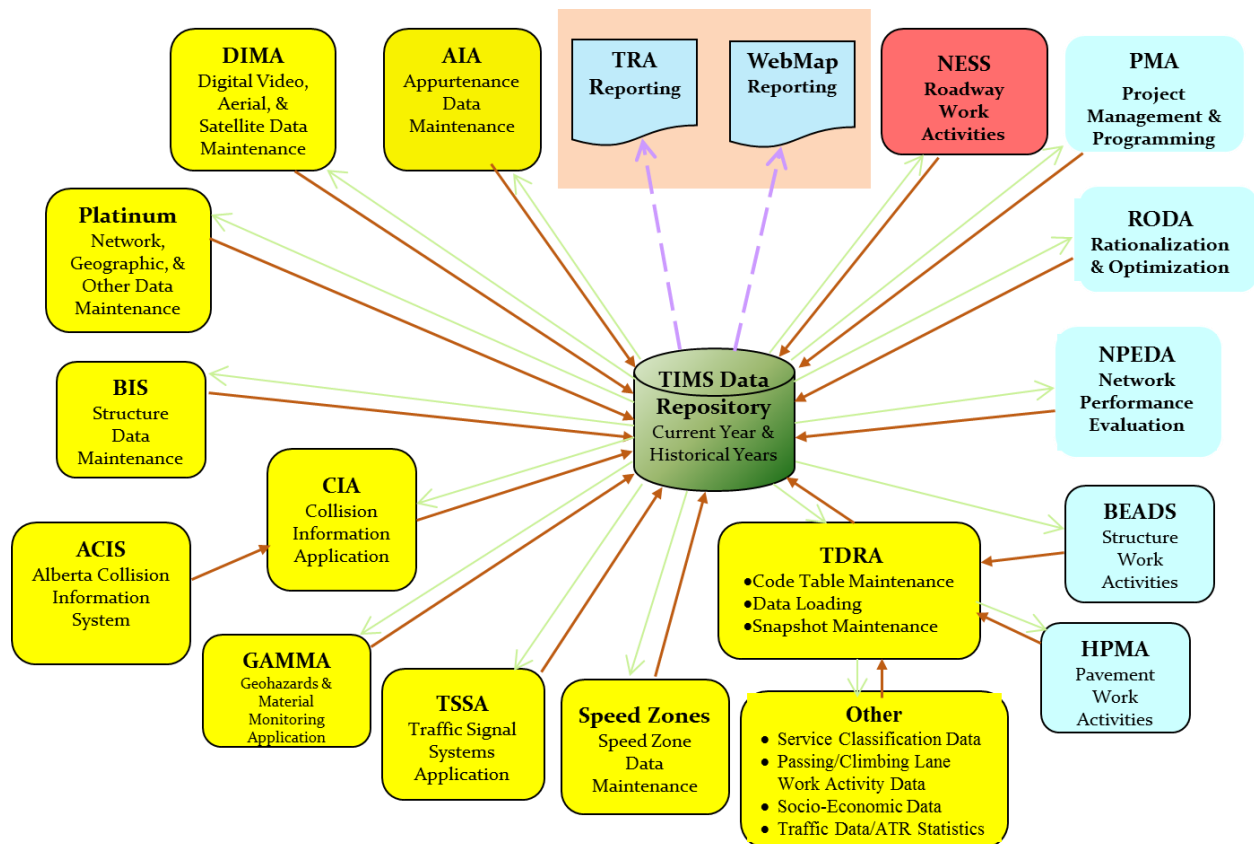 DIMA
Digital Video,
Aerial, &
Satellite Data
Maintenance
AIA
Appurtenance
Data
Maintenance
TRA
Reporting
WebMap
Reporting
NESS
Roadway
Work
Activities
PMA
Project
Management &
Programming
Platinum
Network,
Geographic, &
Other Data
Maintenance
RODA
Rationalization
& Optimization
BIS
Structure
Data
Maintenance
TIMS Data
Repository
Current Year &
Historical Years
NPEDA
Network
Performance
Evaluation
CIA
Collision
Information
Application
ACIS
Alberta Collision
Information
System
TDRA
•Code Table Maintenance
•Data Loading
•Snapshot Maintenance
BEADS
Structure
Work
Activities
GAMMA
Geohazards &
Material
Monitoring
Application
TSSA
Traffic Signal
Systems
Application
Speed Zones
Speed Zone
Data
Maintenance
HPMA
Pavement
Work
Activities
Other
• Service Classification Data
• Passing/Climbing Lane
Work Activity Data
• Socio-Economic Data
• Traffic Data/ATR Statistics